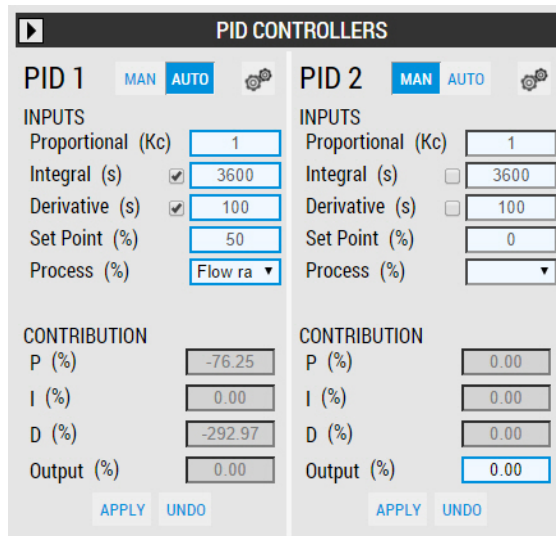 PID CONTROLLERS
PID 1 MAN AUTO
INPUTS
Proportional (Kc) 1
Integral (s) 3600
Derivative (s) 100
Set Point (%) 50
Process (%) Flow ra
CONTRIBUTION
P (%) -76.25
I (%) 0.00
D (%) -292.97
Output (%) 0.00
APPLY UNDO
PID 2 MAN AUTO
INPUTS
Proportional (Kc) 1
Integral (s) 3600
Derivative (s) 100
Set Point (%) 0
Process (%)
CONTRIBUTION
P (%) 0.00
I (%) 0.00
D (%) 0.00
Output (%) 0.00
APPLY UNDO